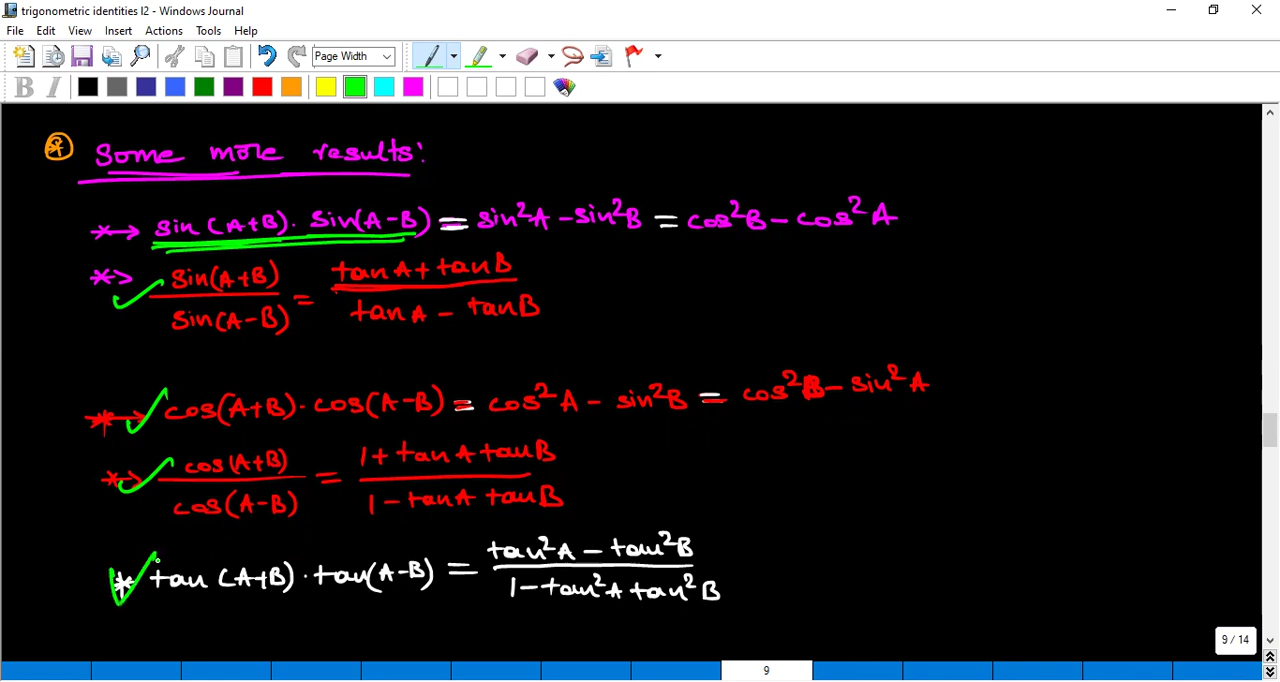 trigonometric identities l2 - Windows Journal
File Edit View Insert Actions Tools Help
Page Width
B I
Some more results:
*→ sin(A+B). sin(A-B) = sin²A - sin²B = cos²B - cos²A
*> sin(A+B)/sin(A-B) = tanA + tanB/tanA - tanB
*→ cos(A+B). cos(A-B) = cos²A - sin²B = cos²B - sin²A
*> cos(A+B)/cos(A-B) = 1 + tanA tanB/1 - tanA tanB
* tan(A+B). tan(A-B) = tan²A - tan²B/1 - tan²A tan²B
9 / 14
9